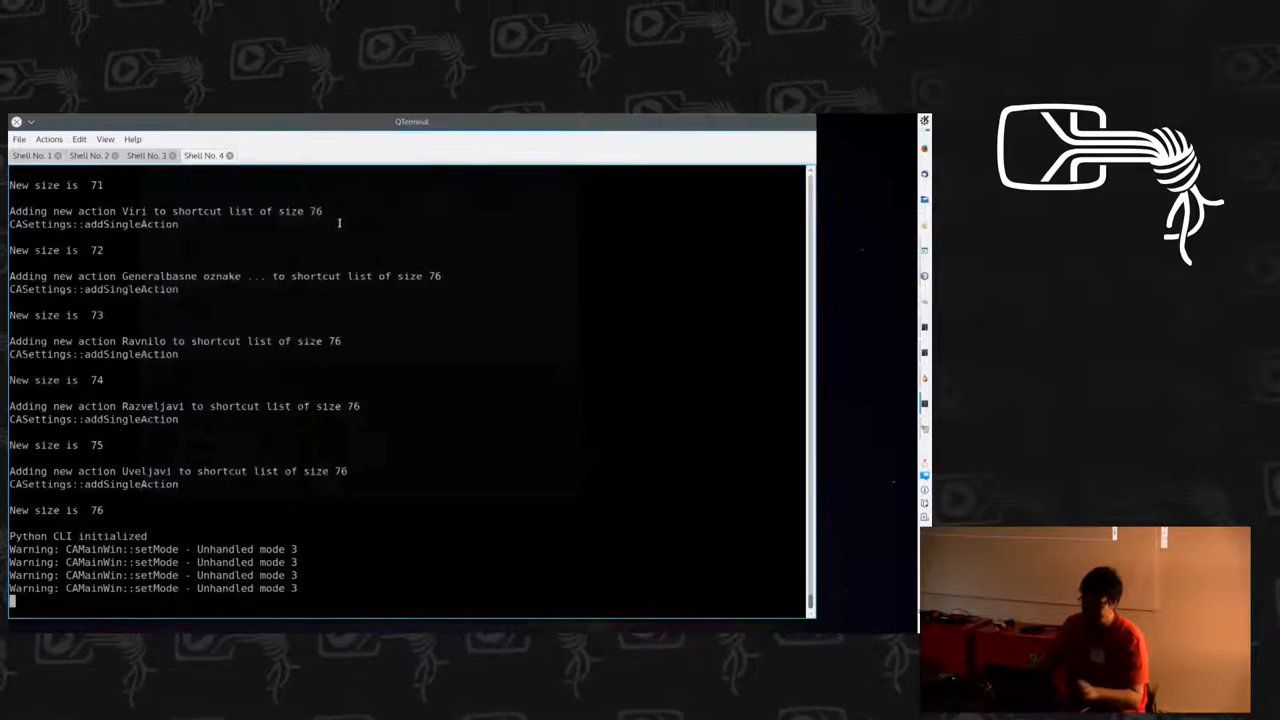 QTerminal
File Actions Edit View Help
Shell No. 1 Shell No. 2 Shell No. 3 Shell No. 4
New size is 71
Adding new action Viri to shortcut list of size 76
CASettings::addSingleAction
New size is 72
Adding new action Generalbasne oznake ... to shortcut list of size 76
CASettings::addSingleAction
New size is 73
Adding new action Ravnilo to shortcut list of size 76
CASettings::addSingleAction
New size is 74
Adding new action Razveljavi to shortcut list of size 76
CASettings::addSingleAction
New size is 75
Adding new action Uveljavi to shortcut list of size 76
CASettings::addSingleAction
New size is 76
Python CLI initialized
Warning: CAMainWin::setMode - Unhandled mode 3
Warning: CAMainWin::setMode - Unhandled mode 3
Warning: CAMainWin::setMode - Unhandled mode 3
Warning: CAMainWin::setMode - Unhandled mode 3